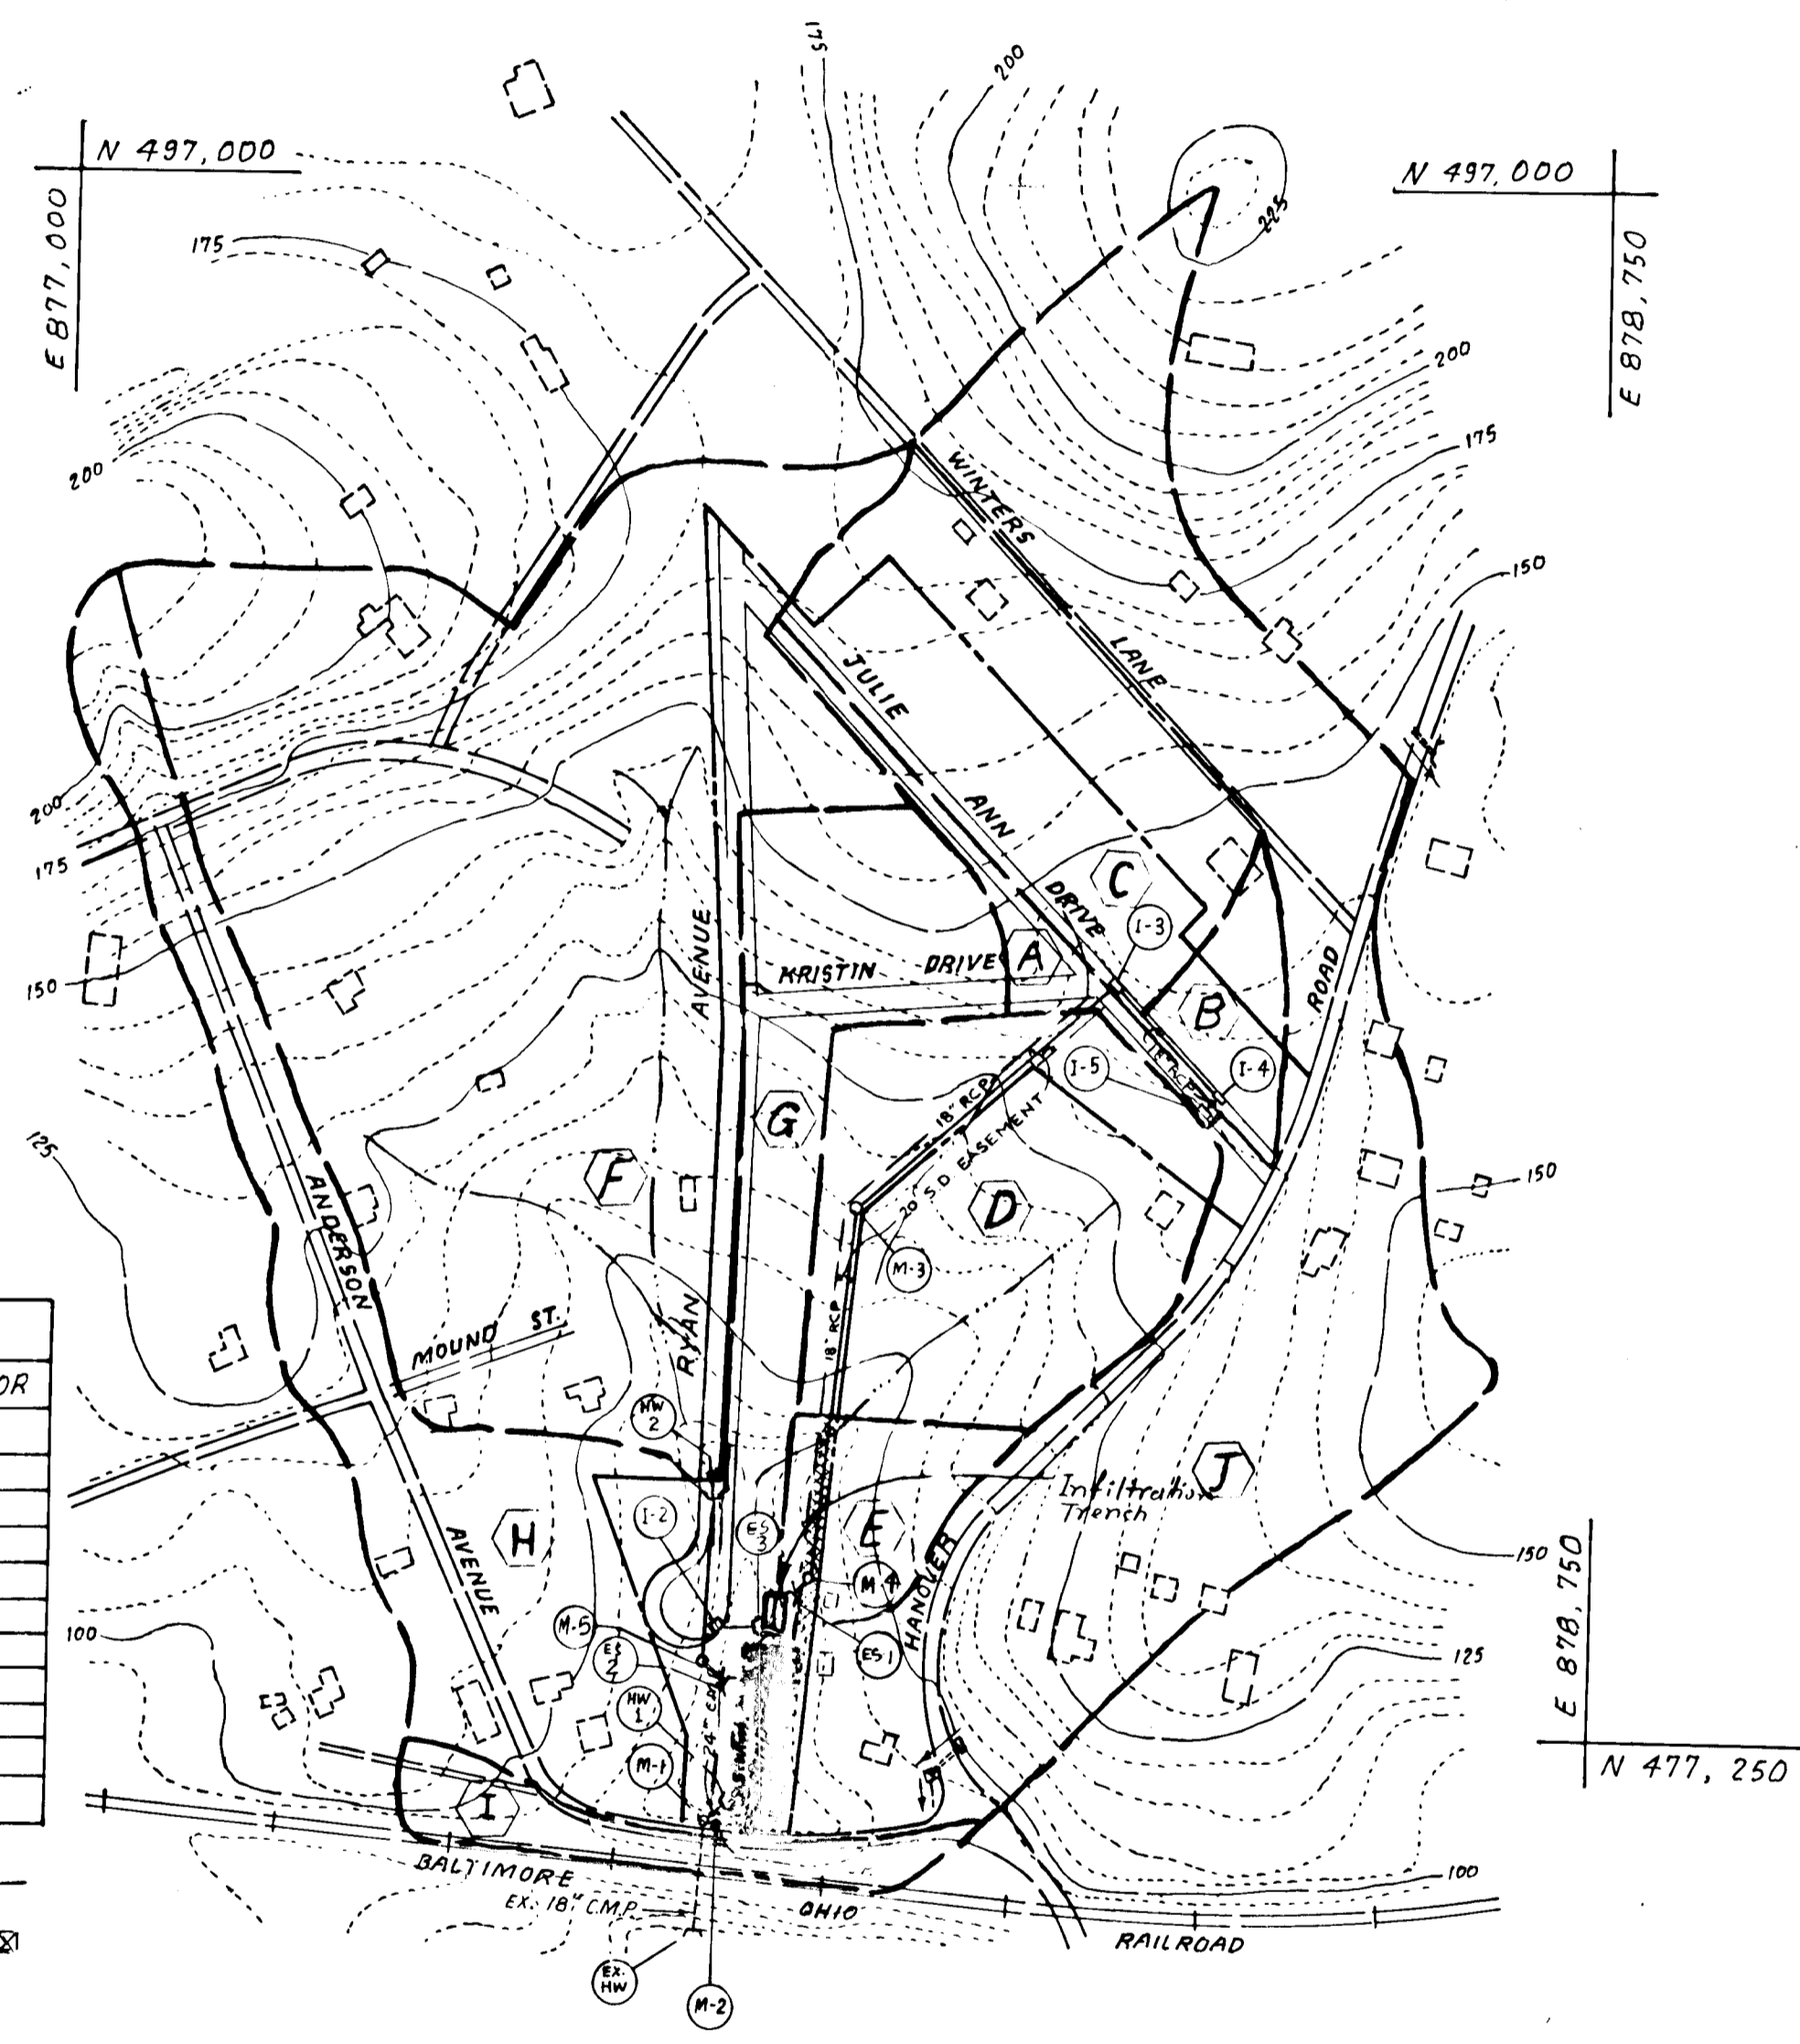 175
200
N 497,000
N 497,000
E 877,000
E 878,750
175
225
200
175
200
WINTERS
LANE
150
JULIE
ANN
DRIVE
200
175
C
I-3
AVENUE
KRISTIN DRIVE
A
ROAD
B
150
I-5
I-4
18" RCP
G
20' S D EASEMENT
125
F
D
150
ANDERSON
M-3
18" RCP
MOUND ST.
RYAN
OR
HW 2
J
Infiltration
Trench
I-2
ES 3
E
H
AVENUE
HANOVER
150
M-4
100
M-5
ES 2
ES 1
125
E 878,750
HW 1
M-1
N 477, 250
I
BALTIMORE
OHIO
RAILROAD
100
EX. 18" C.M.P.
EX. HW
M-2